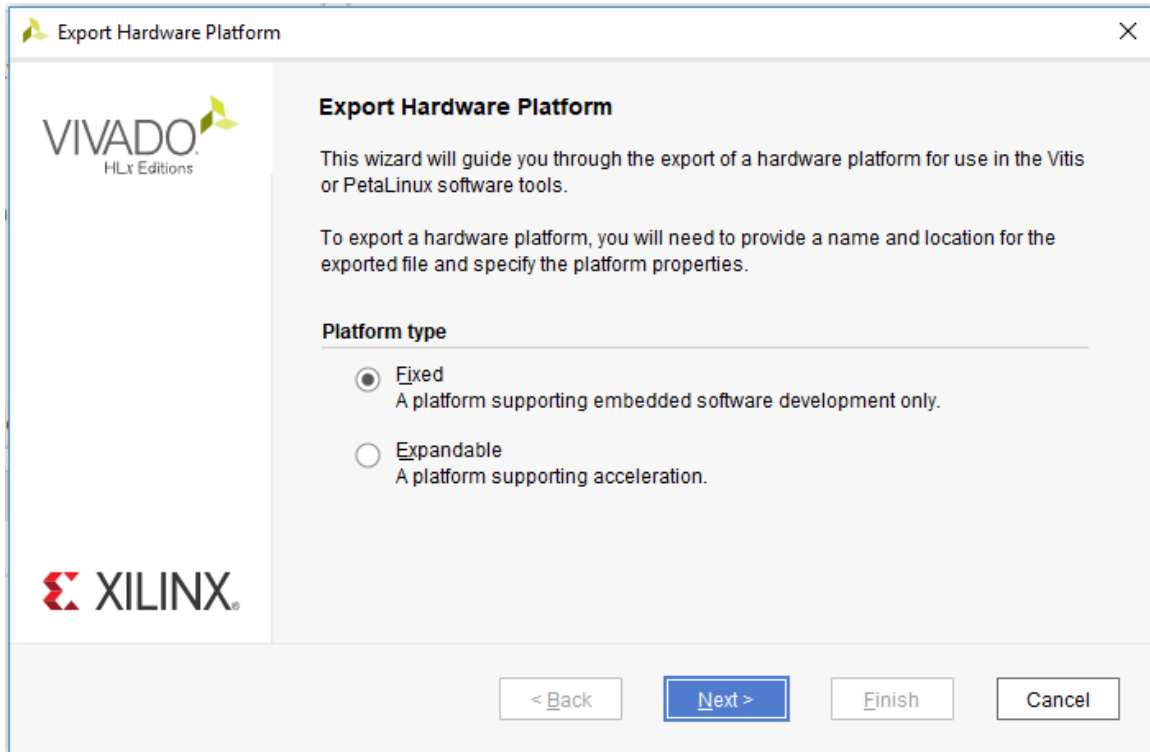 Export Hardware Platform
VIVADO
HLx Editions
Export Hardware Platform
This wizard will guide you through the export of a hardware platform for use in the Vitis
or PetaLinux software tools.
To export a hardware platform, you will need to provide a name and location for the
exported file and specify the platform properties.
Platform type
Fixed
A platform supporting embedded software development only.
Expandable
A platform supporting acceleration.
XILINX®
< Back Next > Finish Cancel